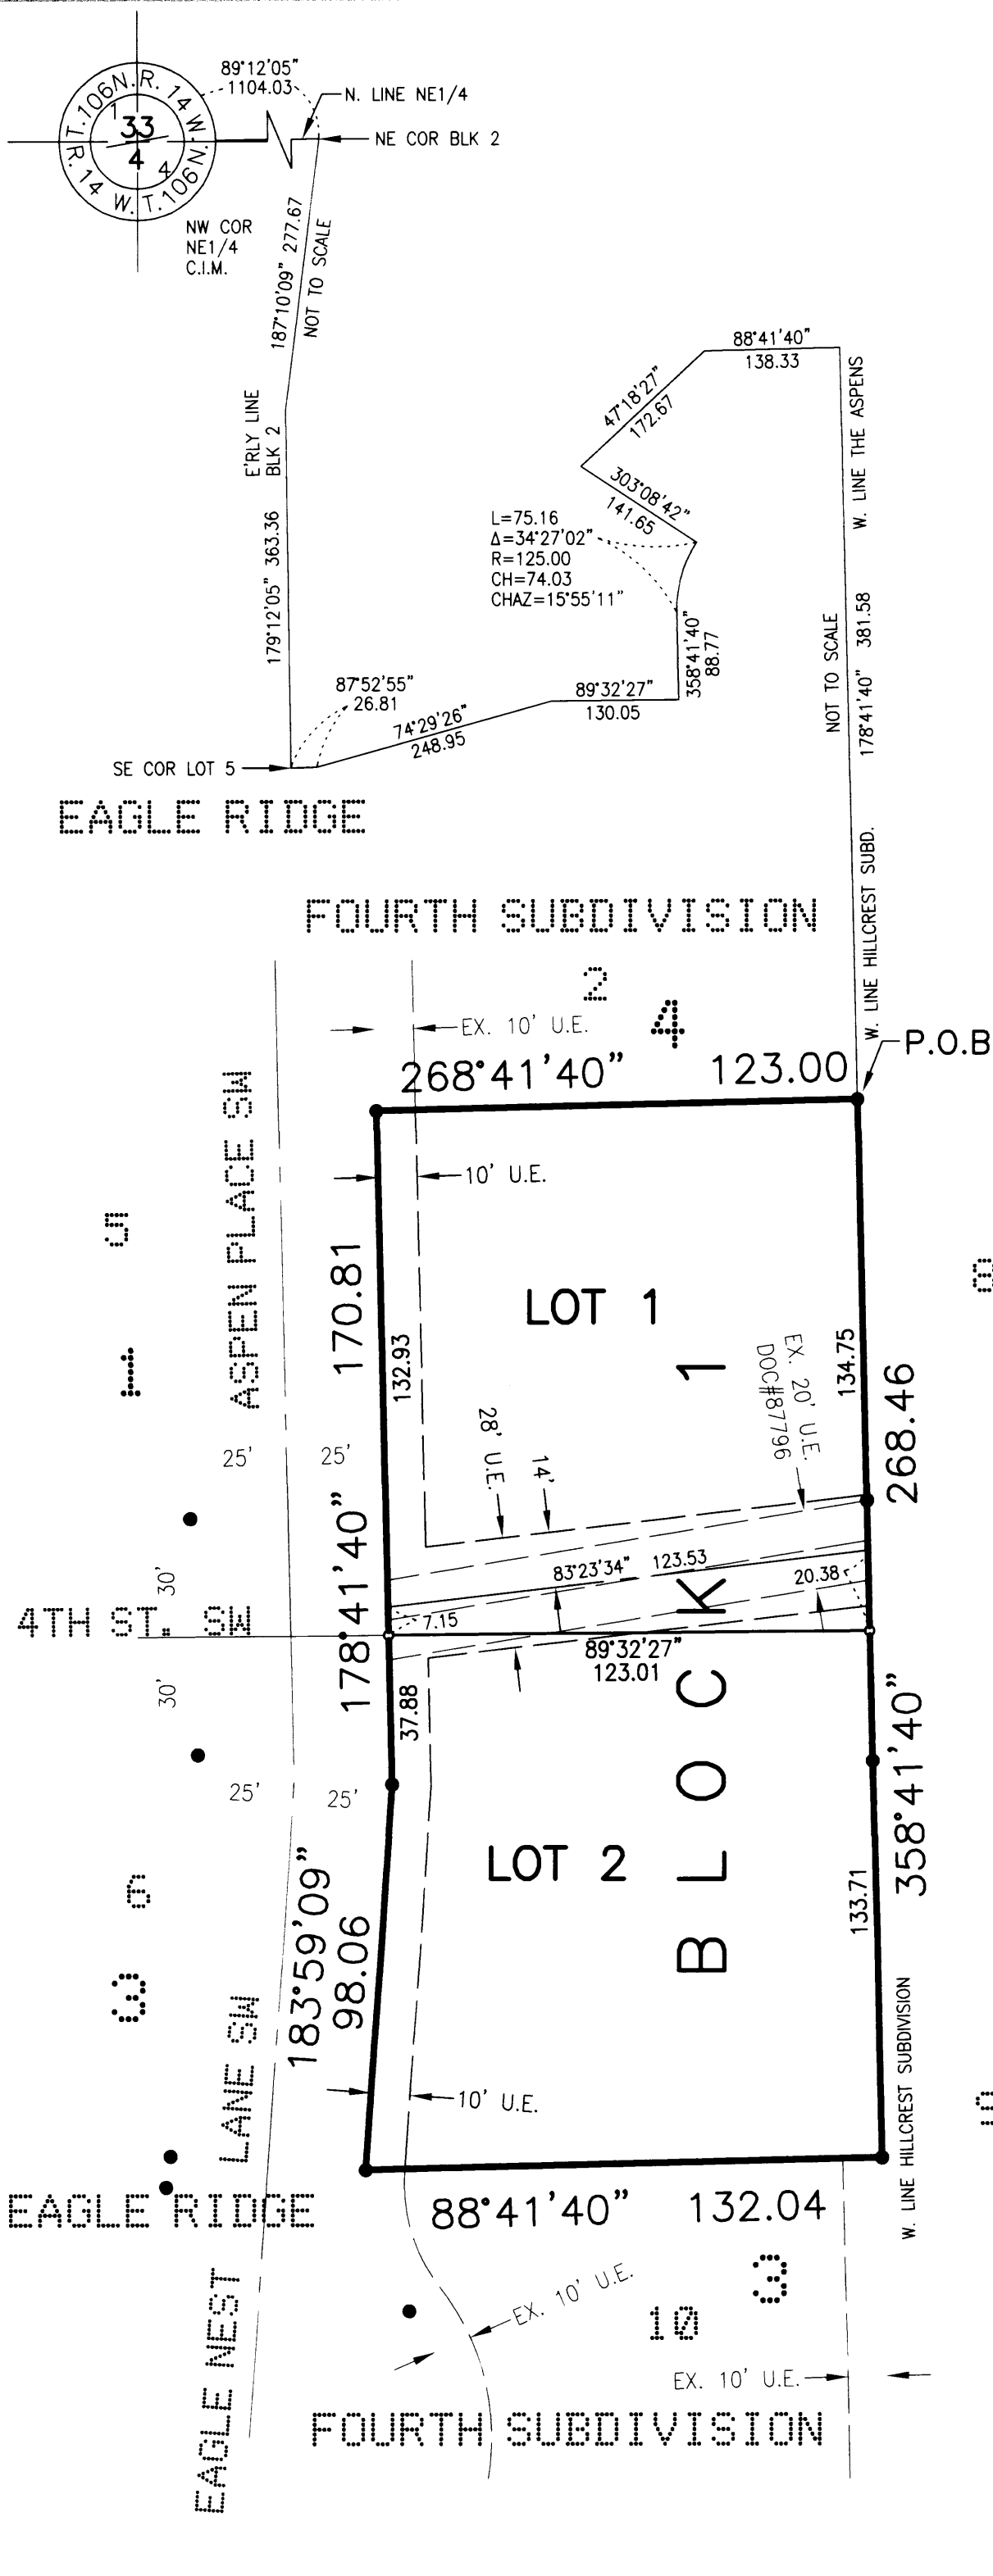 89°12'05"
1104.03
N. LINE NE1/4
NE COR BLK 2
T.106N.R. 14 W.
R. 14 W.T.106N.
1
33
4
4
NW COR
NE1/4
C.I.M.
187°10'09" 277.67
NOT TO SCALE
E'RLY LINE
BLK 2
179°12'05" 363.36
88°41'40"
138.33
47°18'27"
172.67
303°08'42"
141.65
L=75.16
Δ=34°27'02"
R=125.00
CH=74.03
CHAZ=15°55'11"
358°41'40"
88.77
W. LINE THE ASPENS
NOT TO SCALE
178°41'40" 381.58
87°52'55"
26.81
74°29'26"
248.95
89°32'27"
130.05
SE COR LOT 5
EAGLE RIDGE
W. LINE HILLCREST SUBD.
FOURTH SUBDIVISION
2
4
EX. 10' U.E.
P.O.B
268°41'40" 123.00
ASPEN PLACE SW
10' U.E.
5
1
170.81
132.93
LOT 1
8
134.75
268.46
EX. 20' U.E.
DOC#87796
28' U.E.
14'
25'
25'
178°41'40"
83°23'34" 123.53
20.38
30'
7.15
4TH ST. SW
89°32'27"
123.01
30'
37.88
BLOCK 1
358°41'40"
25'
25'
LOT 2
6
3
183°59'09"
98.06
133.71
W. LINE HILLCREST SUBDIVISION
LANE SW
10' U.E.
EAGLE RIDGE
88°41'40" 132.04
EAGLE NEST
EX. 10' U.E.
3
10
EX. 10' U.E.
FOURTH SUBDIVISION